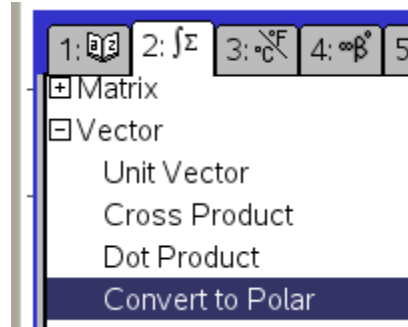 1: 2: ∫Σ 3: °C°F 4: ∞β° 5
Matrix
Vector
Unit Vector
Cross Product
Dot Product
Convert to Polar